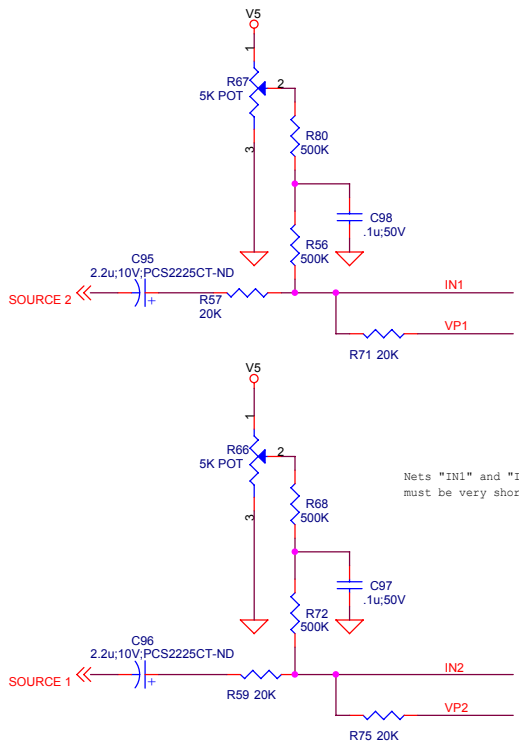 V5
1
R67
5K POT
2
3
R80
500K
C98
.1u;50V
R56
500K
C95
2.2u;10V;PCS2225CT-ND
SOURCE 2
R57
20K
IN1
VP1
R71 20K
V5
1
R66
5K POT
2
3
R68
500K
Nets "IN1" and "I
must be very shor
C97
.1u;50V
R72
500K
C96
2.2u;10V;PCS2225CT-ND
SOURCE 1
R59 20K
IN2
VP2
R75 20K